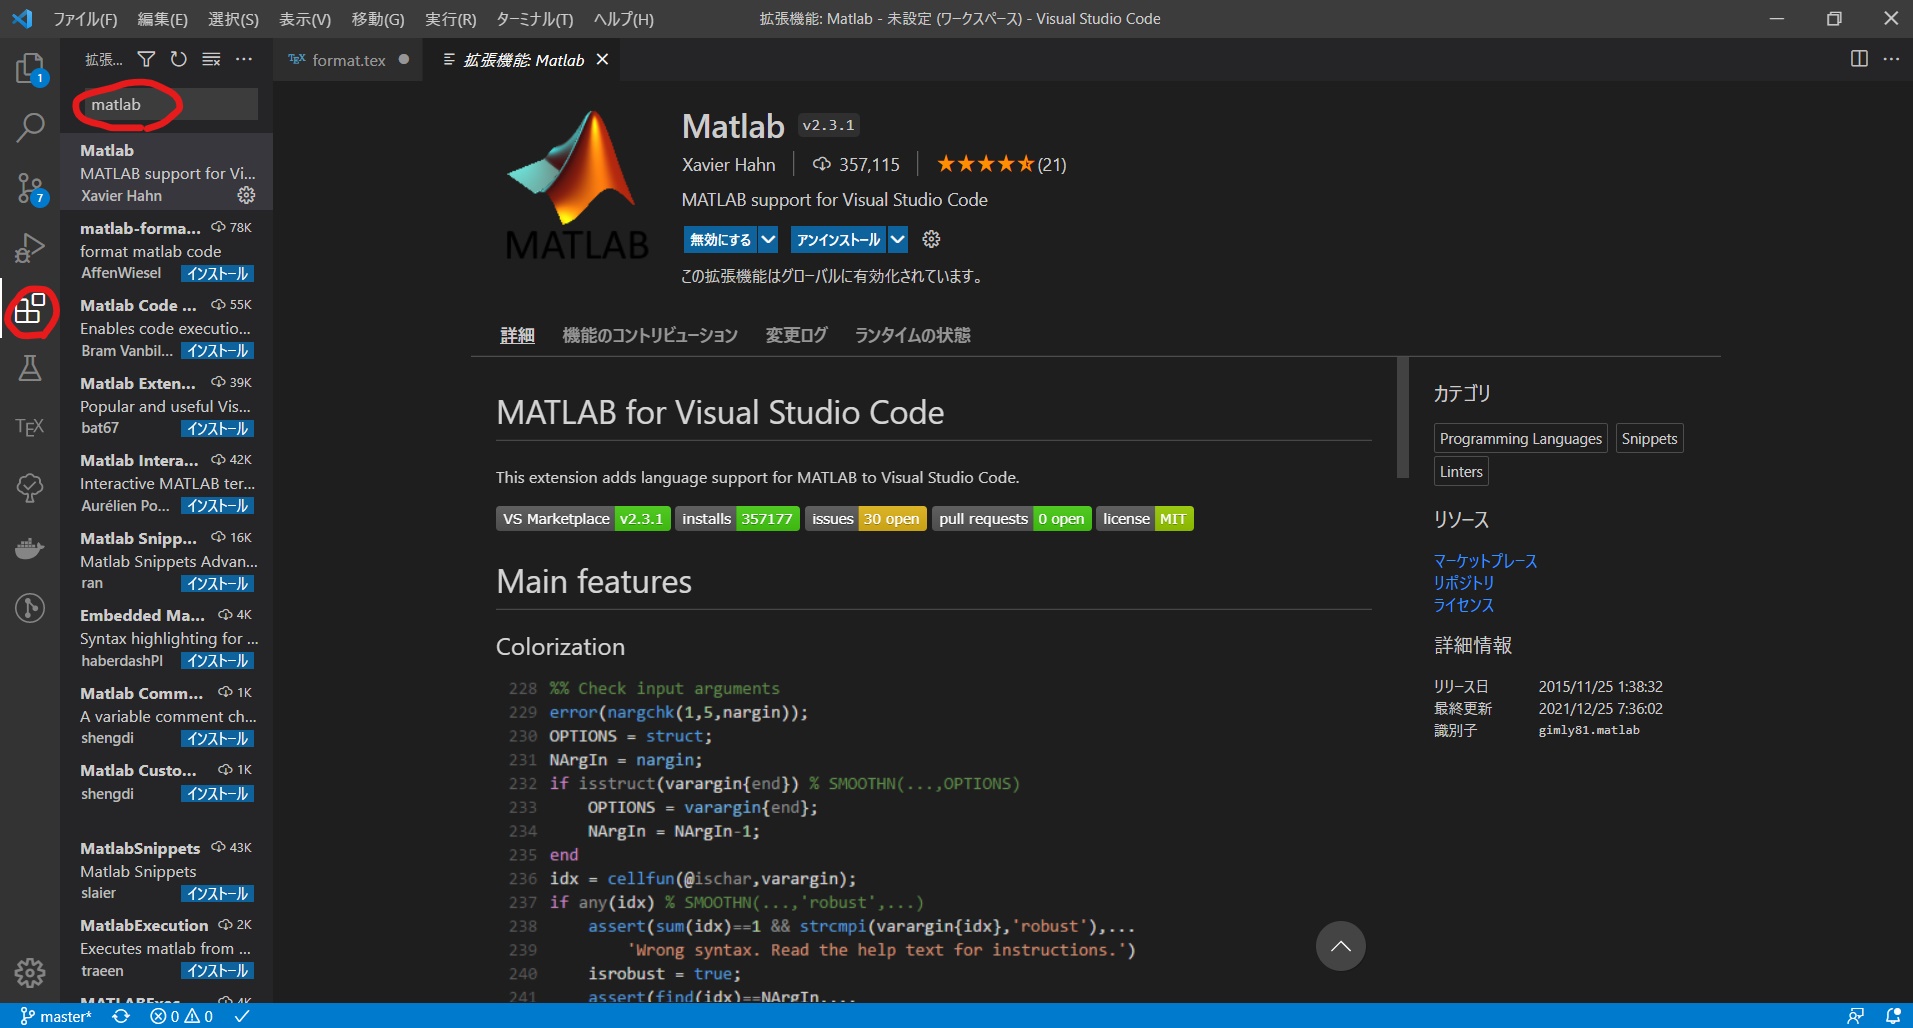 ファイル(F) 編集(E) 選択(S) 表示(V) 移動(G) 実行(R) ターミナル(T) ヘルプ(H) 拡張機能: Matlab - 未設定 (ワークスペース) - Visual Studio Code
拡張... TEX format.tex 拡張機能: Matlab
1
7
TEX
matlab
Matlab
MATLAB support for Vi...
Xavier Hahn
matlab-forma... 78K
format matlab code
AffenWiesel インストール
Matlab Code ... 55K
Enables code executio...
Bram Vanbil... インストール
Matlab Exten... 39K
Popular and useful Vis...
bat67 インストール
Matlab Intera... 42K
Interactive MATLAB ter...
Aurélien Po... インストール
Matlab Snipp... 16K
Matlab Snippets Advan...
ran インストール
Embedded Ma... 4K
Syntax highlighting for ...
haberdashPI インストール
Matlab Comm... 1K
A variable comment ch...
shengdi インストール
Matlab Custo... 1K
shengdi インストール
MatlabSnippets 43K
Matlab Snippets
slaier インストール
MatlabExecution 2K
Executes matlab from ...
traeen インストール
MATLABExec... 4K
MATLAB
Matlab v2.3.1
Xavier Hahn 357,115 (21)
MATLAB support for Visual Studio Code
無効にする アンインストール
この拡張機能はグローバルに有効化されています。
詳細 機能のコントリビューション 変更ログ ランタイムの状態
MATLAB for Visual Studio Code
This extension adds language support for MATLAB to Visual Studio Code.
VS Marketplace v2.3.1 installs 357177 issues 30 open pull requests 0 open license MIT
Main features
Colorization
228 %% Check input arguments
229 error(nargchk(1,5,nargin));
230 OPTIONS = struct;
231 NArgIn = nargin;
232 if isstruct(varargin{end}) % SMOOTHN(...,OPTIONS)
233 OPTIONS = varargin{end};
234 NArgIn = NArgIn-1;
235 end
236 idx = cellfun(@ischar,varargin);
237 if any(idx) % SMOOTHN(...,'robust',...)
238 assert(sum(idx)==1 && strcmpi(varargin{idx},'robust'),...
239 'Wrong syntax. Read the help text for instructions.')
240 isrobust = true;
241 assert(find(idx)==NArgIn,...
カテゴリ
Programming Languages Snippets
Linters
リソース
マーケットプレース
リポジトリ
ライセンス
詳細情報
リリース日 2015/11/25 1:38:32
最終更新 2021/12/25 7:36:02
識別子 gimly81.matlab
master* 0 0